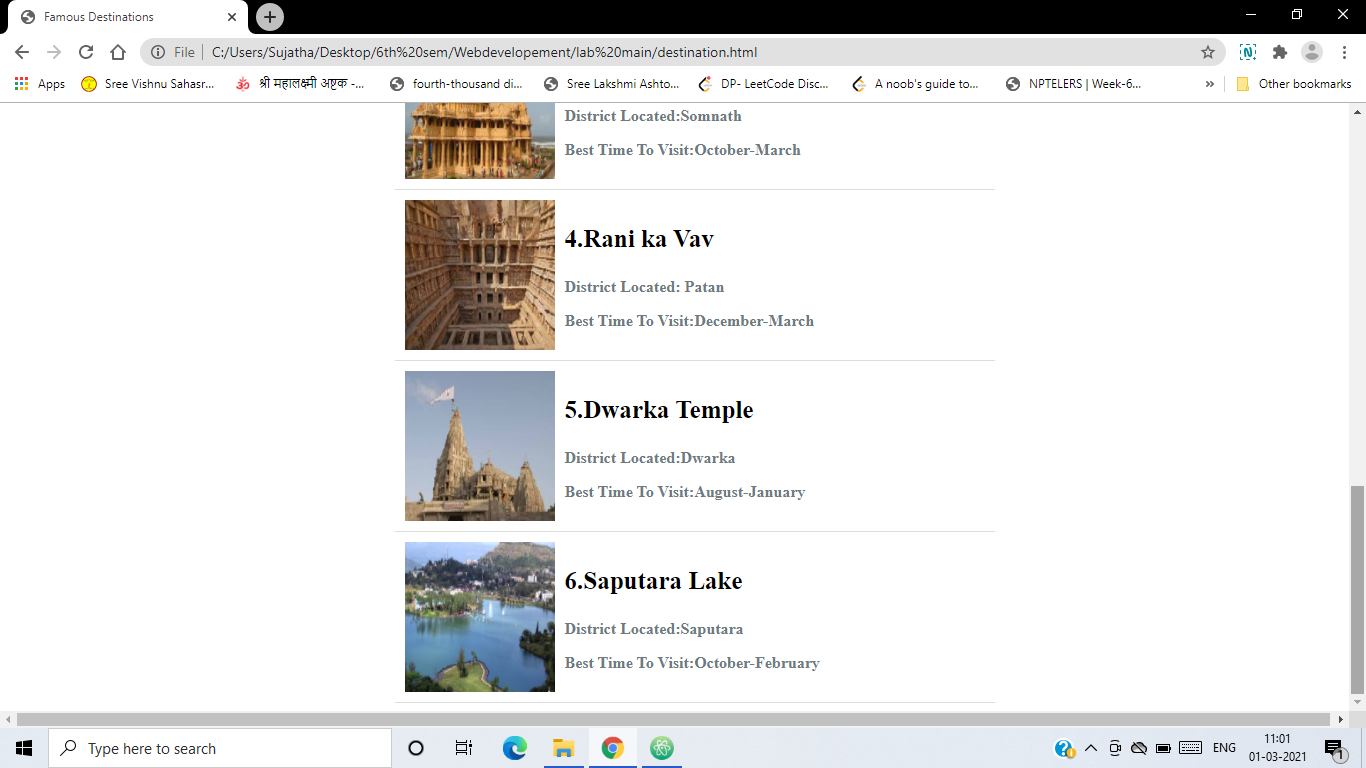 Famous Destinations
File
C:/Users/Sujatha/Desktop/6th%20sem/Webdevelopement/lab%20main/destination.html
Apps
Sree Vishnu Sahasr...
श्री महालक्ष्मी अष्टक -...
fourth-thousand di...
Sree Lakshmi Ashto...
DP- LeetCode Disc...
A noob's guide to...
NPTELERS | Week-6...
»
Other bookmarks
District Located:Somnath
Best Time To Visit:October-March
4.Rani ka Vav
District Located: Patan
Best Time To Visit:December-March
5.Dwarka Temple
District Located:Dwarka
Best Time To Visit:August-January
6.Saputara Lake
District Located:Saputara
Best Time To Visit:October-February
Type here to search
ENG
11:01
01-03-2021
1